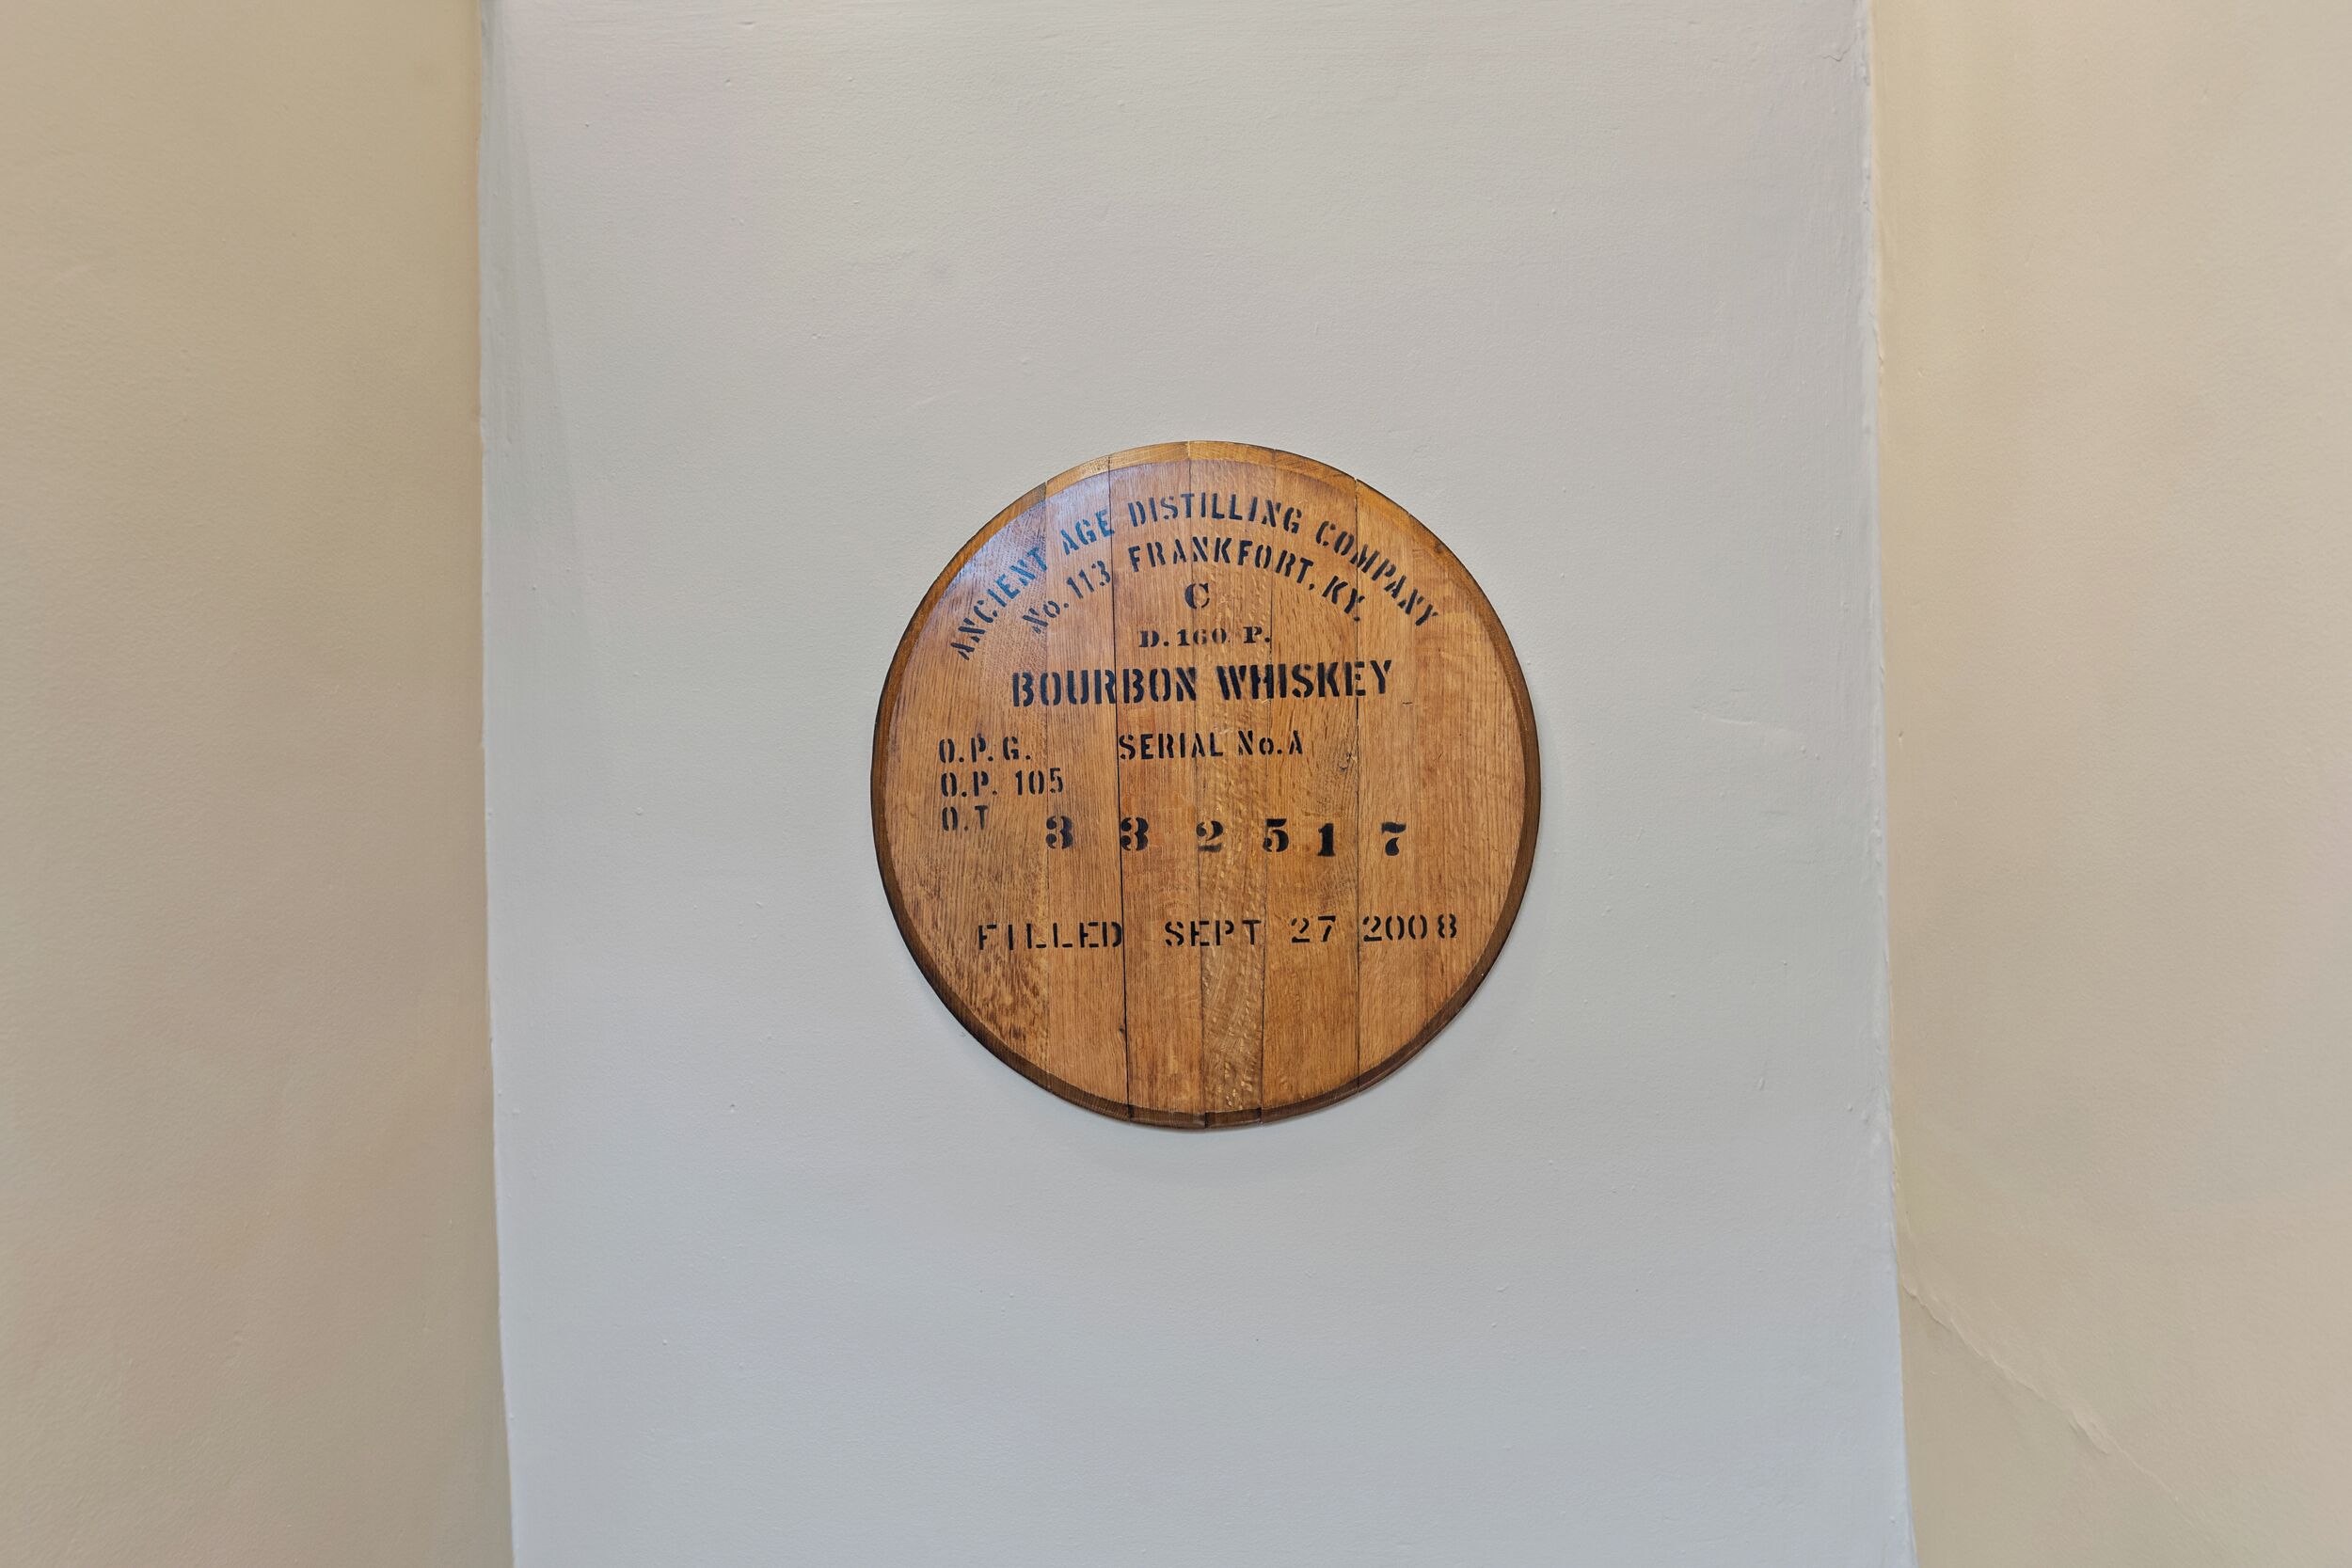 ANCIENT AGE DISTILLING COMPANY
No. 113 FRANKFORT, KY.
C
D. 160 P.
BOURBON WHISKEY
O.P.G. SERIAL No. A
O.P. 105
O.T
3 3 2 5 1 7
FILLED SEPT 27 2008